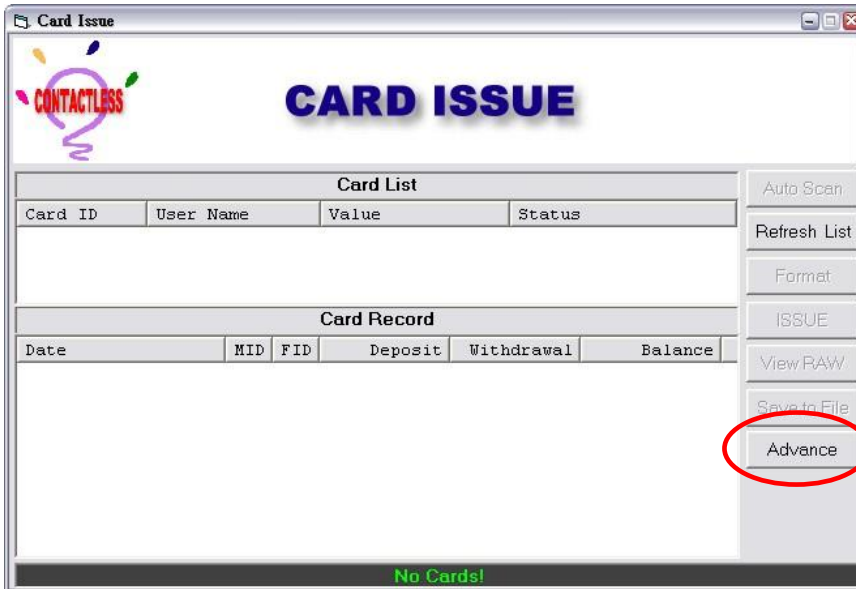 Card Issue
CONTACTLESS
CARD ISSUE
Card List
Card ID User Name Value Status
Card Record
Date MID FID Deposit Withdrawal Balance
Auto Scan
Refresh List
Format
ISSUE
View RAW
Save to File
Advance
No Cards!